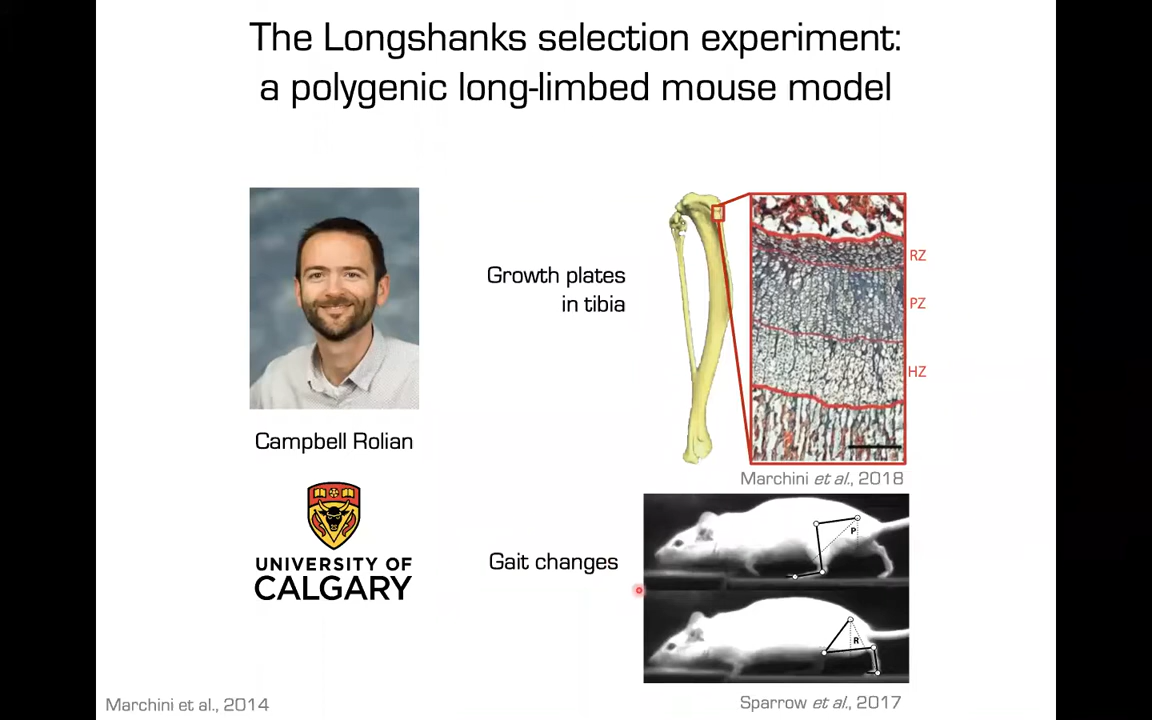 The Longshanks selection experiment:
a polygenic long-limbed mouse model
Growth plates
in tibia
RZ
PZ
HZ
Marchini et al., 2018
Campbell Rolian
UNIVERSITY OF
CALGARY
Gait changes
P
R
Sparrow et al., 2017
Marchini et al., 2014